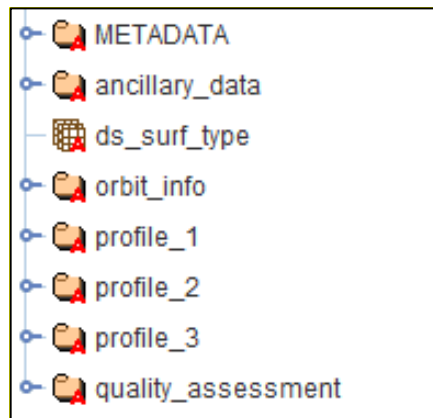 METADATA
ancillary_data
ds_surf_type
orbit_info
profile_1
profile_2
profile_3
quality_assessment